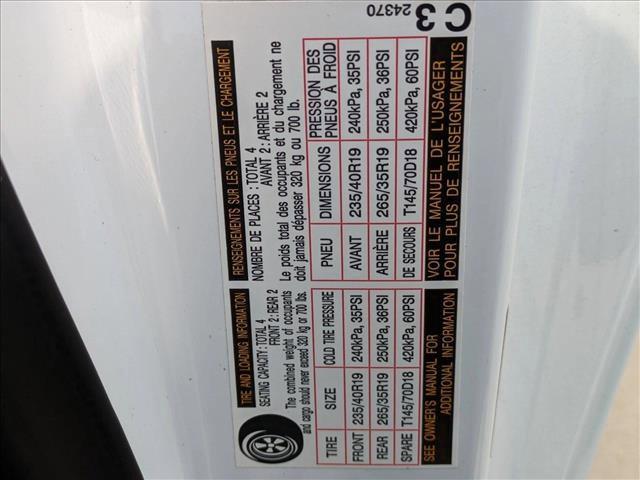 TIRE AND LOADING INFORMATION
SEATING CAPACITY: TOTAL 4
FRONT 2: REAR 2
The combined weight of occupants
and cargo should never exceed 320 kg or 700 lbs.
TIRE SIZE COLD TIRE PRESSURE
FRONT 235/40R19 240kPa, 35PSI
REAR 265/35R19 250kPa, 36PSI
SPARE T145/70D18 420kPa, 60PSI
SEE OWNER'S MANUAL FOR
ADDITIONAL INFORMATION
RENSEIGNEMENTS SUR LES PNEUS ET LE CHARGEMENT
NOMBRE DE PLACES : TOTAL 4
AVANT 2: ARRIÈRE 2
Le poids total des occupants et du chargement ne
doit jamais dépasser 320 kg ou 700 lb.
PNEU DIMENSIONS PRESSION DES
PNEUS À FROID
AVANT 235/40R19 240kPa, 35PSI
ARRIÈRE 265/35R19 250kPa, 36PSI
DE SECOURS T145/70D18 420kPa, 60PSI
VOIR LE MANUEL DE L'USAGER
POUR PLUS DE RENSEIGNEMENTS
C3
24370